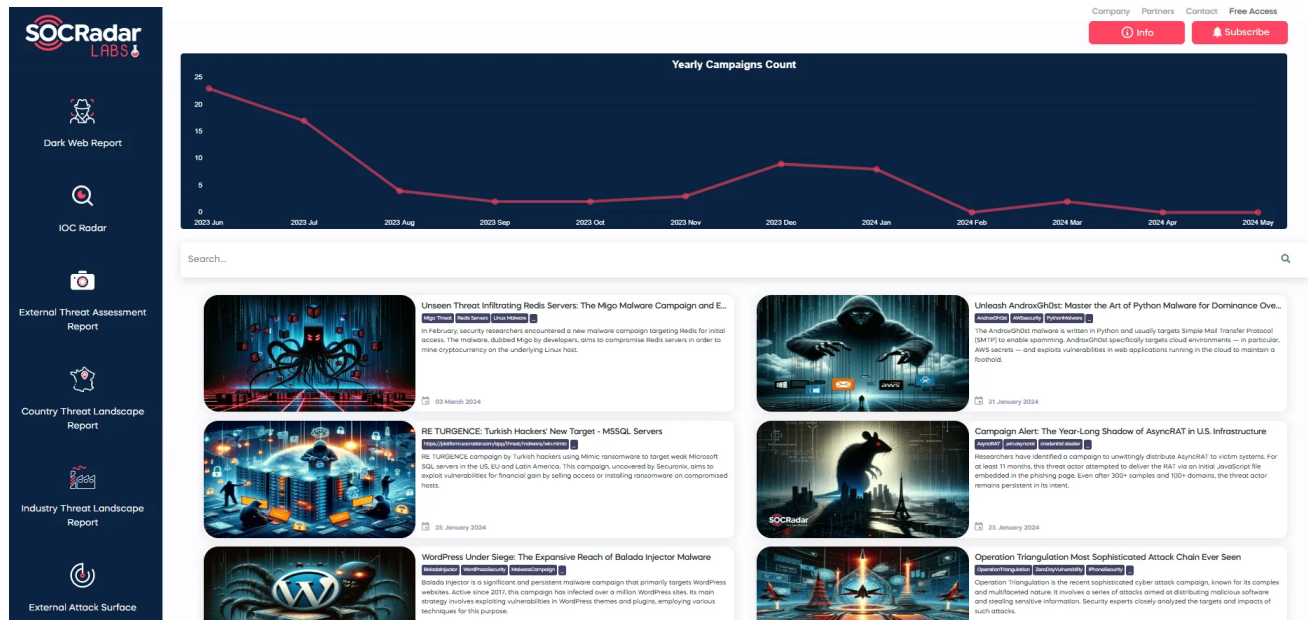 SOCRadar
LABS
Dark Web Report
IOC Radar
External Threat Assessment
Report
Country Threat Landscape
Report
Industry Threat Landscape
Report
External Attack Surface
Company Partners Contact Free Access
Info Subscribe
Yearly Campaigns Count
25
20
15
10
5
0
2023 Jun 2023 Jul 2023 Aug 2023 Sep 2023 Oct 2023 Nov 2023 Dec 2024 Jan 2024 Feb 2024 Mar 2024 Apr 2024 May
Search...
Unseen Threat Infiltrating Redis Servers: The Migo Malware Campaign and E...
Migo Threat Redis Servers Linux Malware ...
In February, security researchers encountered a new malware campaign targeting Redis for initial
access. The malware, dubbed Migo by developers, aims to compromise Redis servers in order to
mine cryptocurrency on the underlying Linux host.
03 March 2024
Unleash AndroxGh0st: Master the Art of Python Malware for Dominance Ove...
AndroxGh0st AWSsecurity PythonMalware ...
The AndroxGh0st malware is written in Python and usually targets Simple Mail Transfer Protocol
(SMTP) to enable spamming. AndroxGh0st specifically targets cloud environments — in particular,
AWS secrets — and exploits vulnerabilities in web applications running in the cloud to maintain a
foothold.
31 January 2024
aws
RE TURGENCE: Turkish Hackers' New Target - MSSQL Servers
https://platform.socradar.com/app/threat/malware/win.mimic ...
RE TURGENCE campaign by Turkish hackers using Mimic ransomware to target weak Microsoft
SQL servers in the US, EU and Latin America. This campaign, uncovered by Securonix, aims to
exploit vulnerabilities for financial gain by selling access or installing ransomware on compromised
hosts.
25 January 2024
Campaign Alert: The Year-Long Shadow of AsyncRAT in U.S. Infrastructure
AsyncRAT win.asyncrat credential stealer ...
Researchers have identified a campaign to unwittingly distribute AsyncRAT to victim systems. For
at least 11 months, this threat actor attempted to deliver the RAT via an initial JavaScript file
embedded in the phishing page. Even after 300+ samples and 100+ domains, the threat actor
remains persistent in its intent.
23 January 2024
SOCRadar
WordPress Under Siege: The Expansive Reach of Balada Injector Malware
BaladaInjector WordPressSecurity MalwareCampaign ...
Balada Injector is a significant and persistent malware campaign that primarily targets WordPress
websites. Active since 2017, this campaign has infected over a million WordPress sites. Its main
strategy involves exploiting vulnerabilities in WordPress themes and plugins, employing various
techniques for this purpose.
Operation Triangulation Most Sophisticated Attack Chain Ever Seen
OperationTriangulation ZeroDayVulnerability iPhoneSecurity ...
Operation Triangulation is the recent sophisticated cyber attack campaign, known for its complex
and multifaceted nature. It involves a series of attacks aimed at distributing malicious software
and stealing sensitive information. Security experts closely analyzed the targets and impacts of
such attacks.